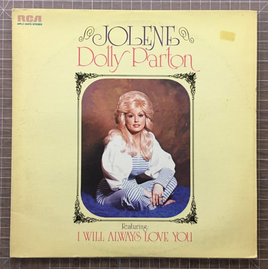 RCA
JOLENE
Dolly Parton
Featuring
I WILL ALWAYS LOVE YOU